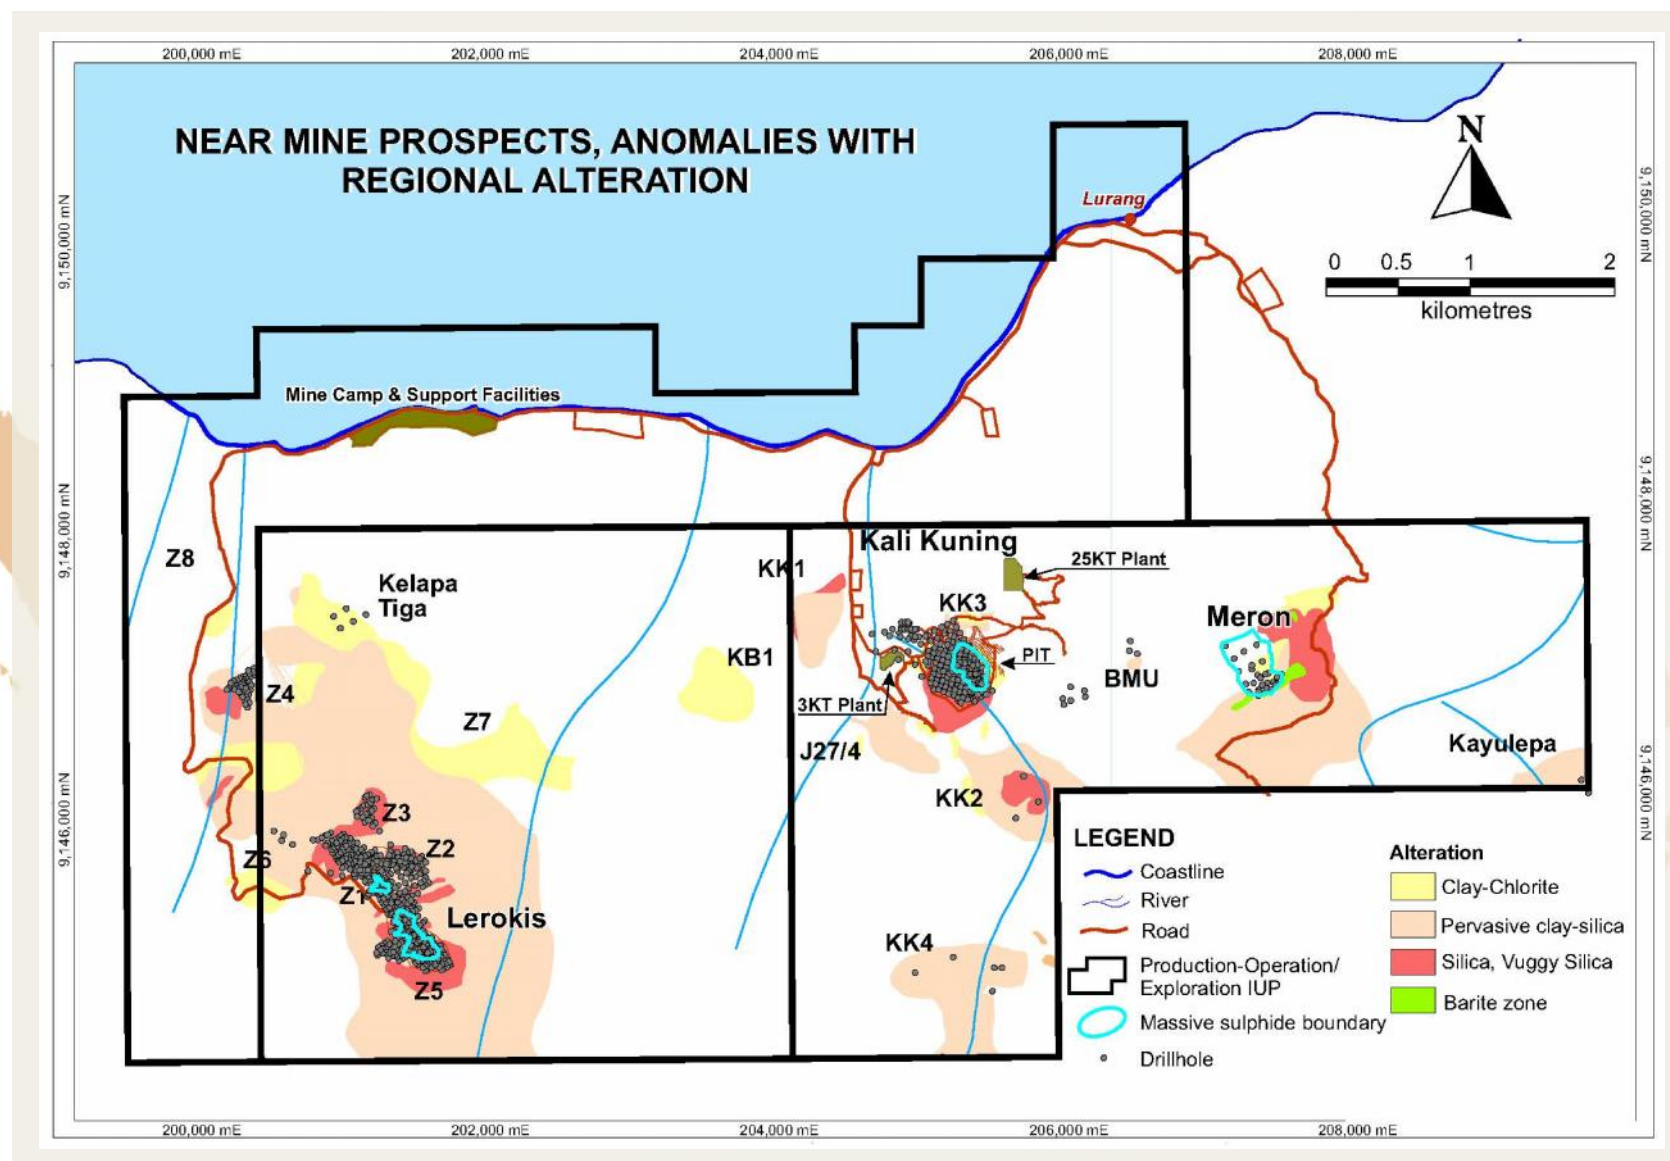 200,000 mE
202,000 mE
204,000 mE
206,000 mE
208,000 mE
NEAR MINE PROSPECTS, ANOMALIES WITH
REGIONAL ALTERATION
N
9,150,000 mN
9,150,000 mN
Lurang
0 0.5 1 2
kilometres
Mine Camp & Support Facilities
9,148,000 mN
9,148,000 mN
Z8
Kelapa
Tiga
KK1
Kali Kuning
25KT Plant
KK3
Meron
KB1
PIT
BMU
Z4
3KT Plant
Z7
J27/4
Kayulepa
9,146,000 mN
9,146,000 mN
KK2
Z3
Z2
Z6
Z1
Lerokis
Z5
KK4
LEGEND
Coastline
River
Road
Production-Operation/
Exploration IUP
Massive sulphide boundary
Drillhole
Alteration
Clay-Chlorite
Pervasive clay-silica
Silica, Vuggy Silica
Barite zone
200,000 mE
202,000 mE
204,000 mE
206,000 mE
208,000 mE